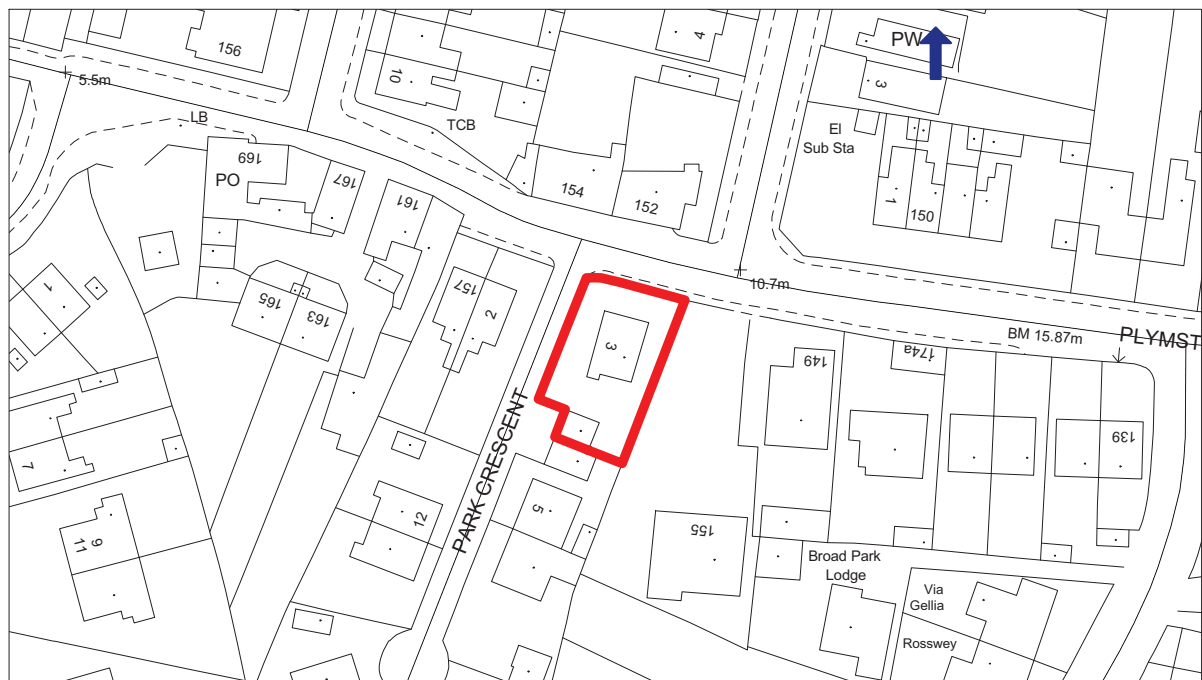 156
5.5m
LB
169
PO
167
161
10
TCB
4
154
152
PW
3
El
Sub Sta
1
150
10.7m
BM 15.87m
PLYMST
1
165
163
157
2
3
149
174a
139
PARK CRESCENT
7
9
11
12
5
155
Broad Park
Lodge
Via
Gellia
Rosswey